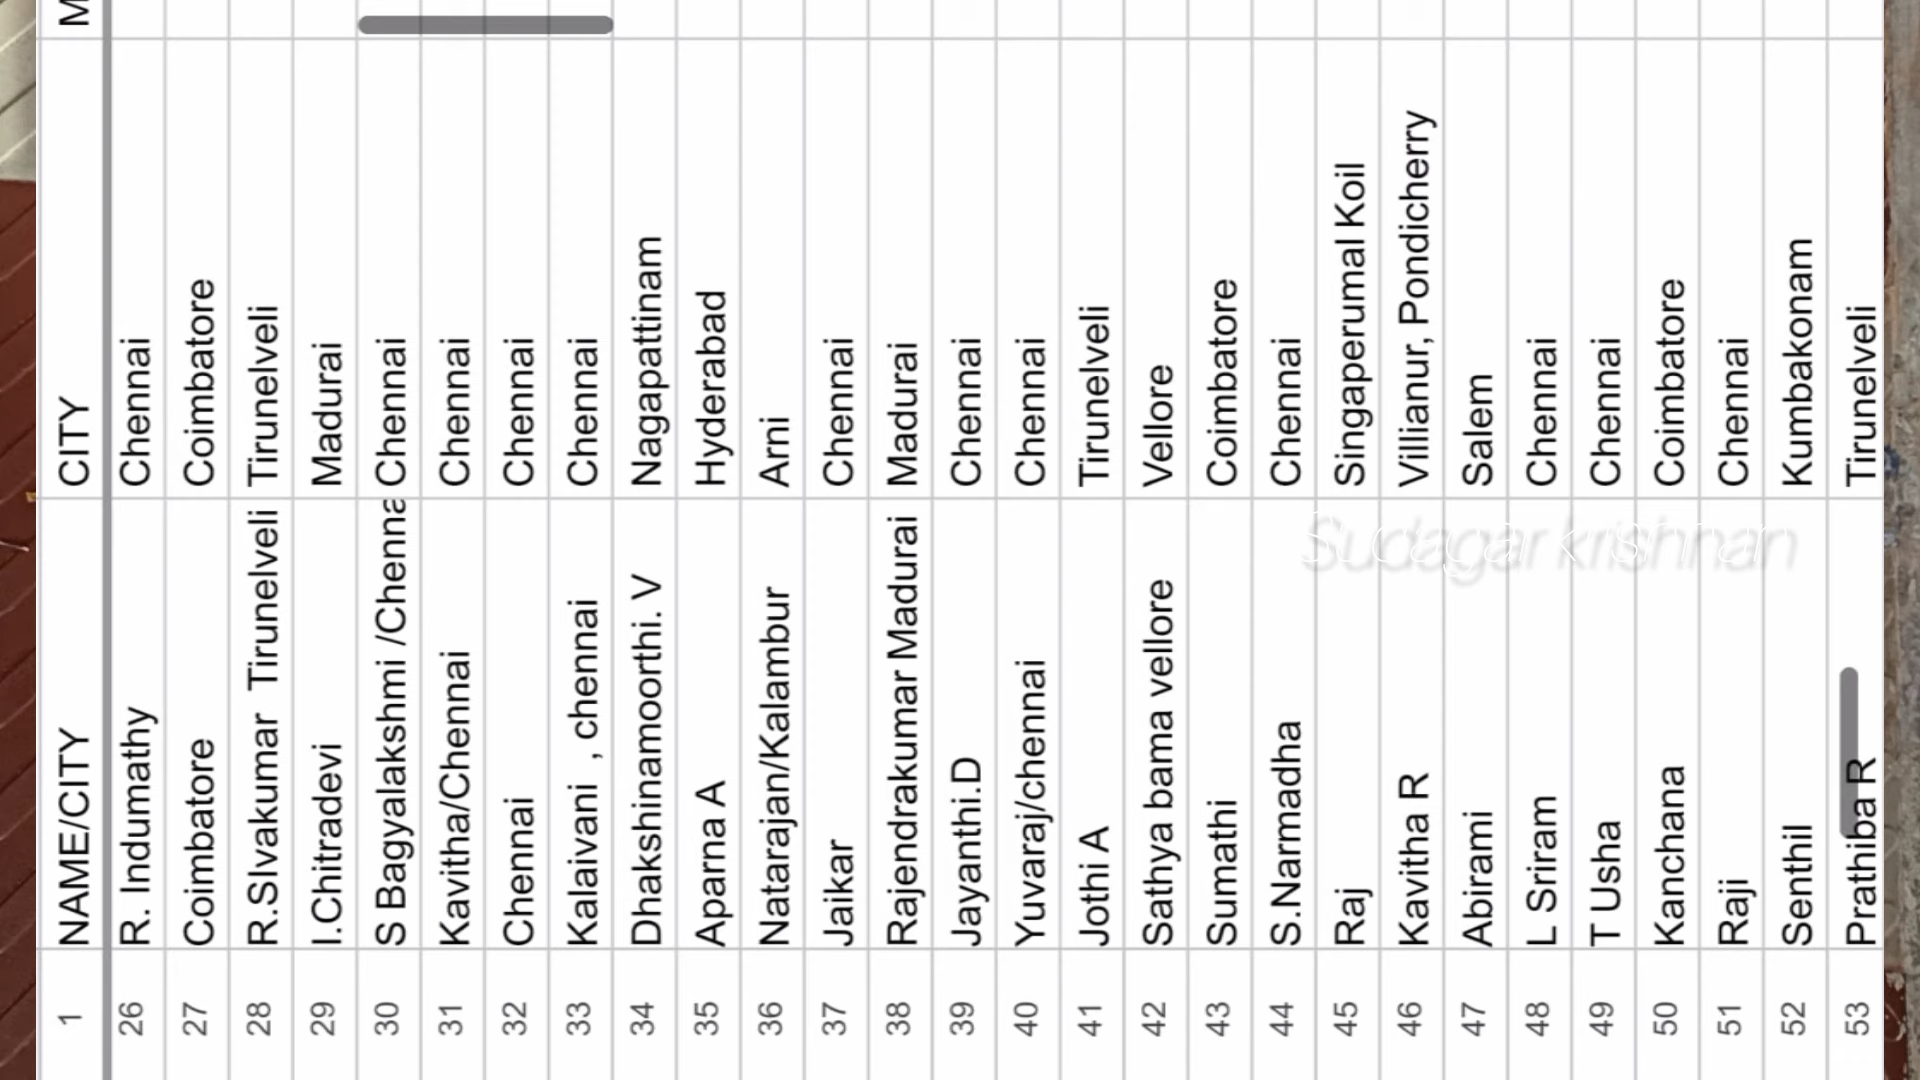 1 NAME/CITY CITY M
26 R. Indumathy Chennai
27 Coimbatore Coimbatore
28 R.SIvakumar Tirunelveli Tirunelveli
29 I.Chitradevi Madurai
30 S Bagyalakshmi /Chenna Chennai
31 Kavitha/Chennai Chennai
32 Chennai Chennai
33 Kalaivani , chennai Chennai
34 Dhakshinamoorthi. V Nagapattinam
35 Aparna A Hyderabad
36 Natarajan/Kalambur Arni
37 Jaikar Chennai
38 Rajendrakumar Madurai Madurai
39 Jayanthi.D Chennai
40 Yuvaraj/chennai Chennai
41 Jothi A Tirunelveli
42 Sathya bama vellore Vellore
43 Sumathi Coimbatore
44 S.Narmadha Chennai
45 Raj Singaperumal Koil
46 Kavitha R Villianur, Pondicherry
47 Abirami Salem
48 L Sriram Chennai
49 T Usha Chennai
50 Kanchana Coimbatore
51 Raji Chennai
52 Senthil Kumbakonam
53 Prathiba R Tirunelveli
Sudagar krishnan